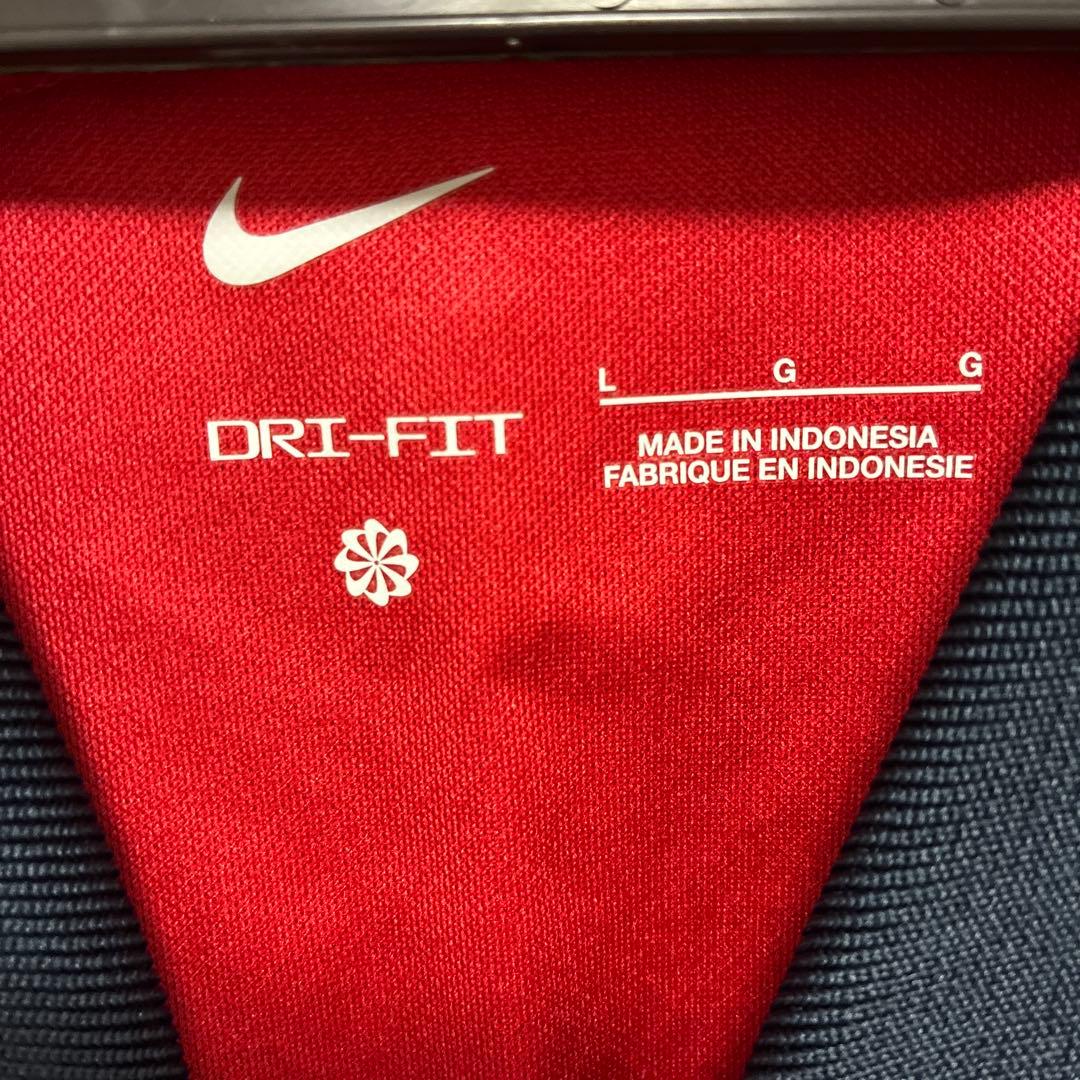 DRI-FIT
L G G
MADE IN INDONESIA
FABRIQUE EN INDONESIE